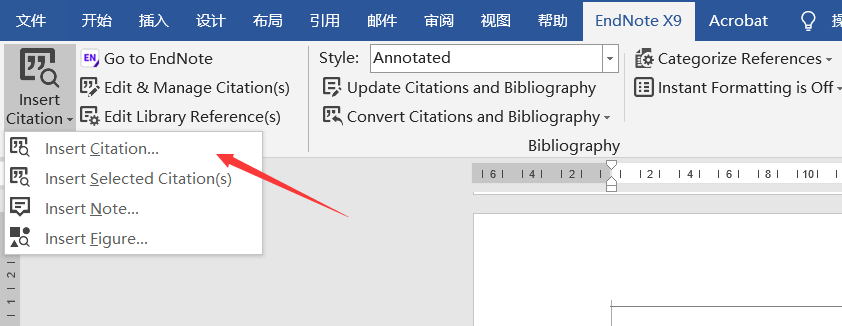 文件 开始 插入 设计 布局 引用 邮件 审阅 视图 帮助 EndNote X9 Acrobat 操
EN Go to EndNote Style: Annotated Categorize References
Insert Citation Edit & Manage Citation(s) Update Citations and Bibliography Instant Formatting is Off
Edit Library Reference(s) Convert Citations and Bibliography
Bibliography
Insert Citation...
Insert Selected Citation(s)
Insert Note...
Insert Figure...
6 4 2 2 4 6 8 10
2
1